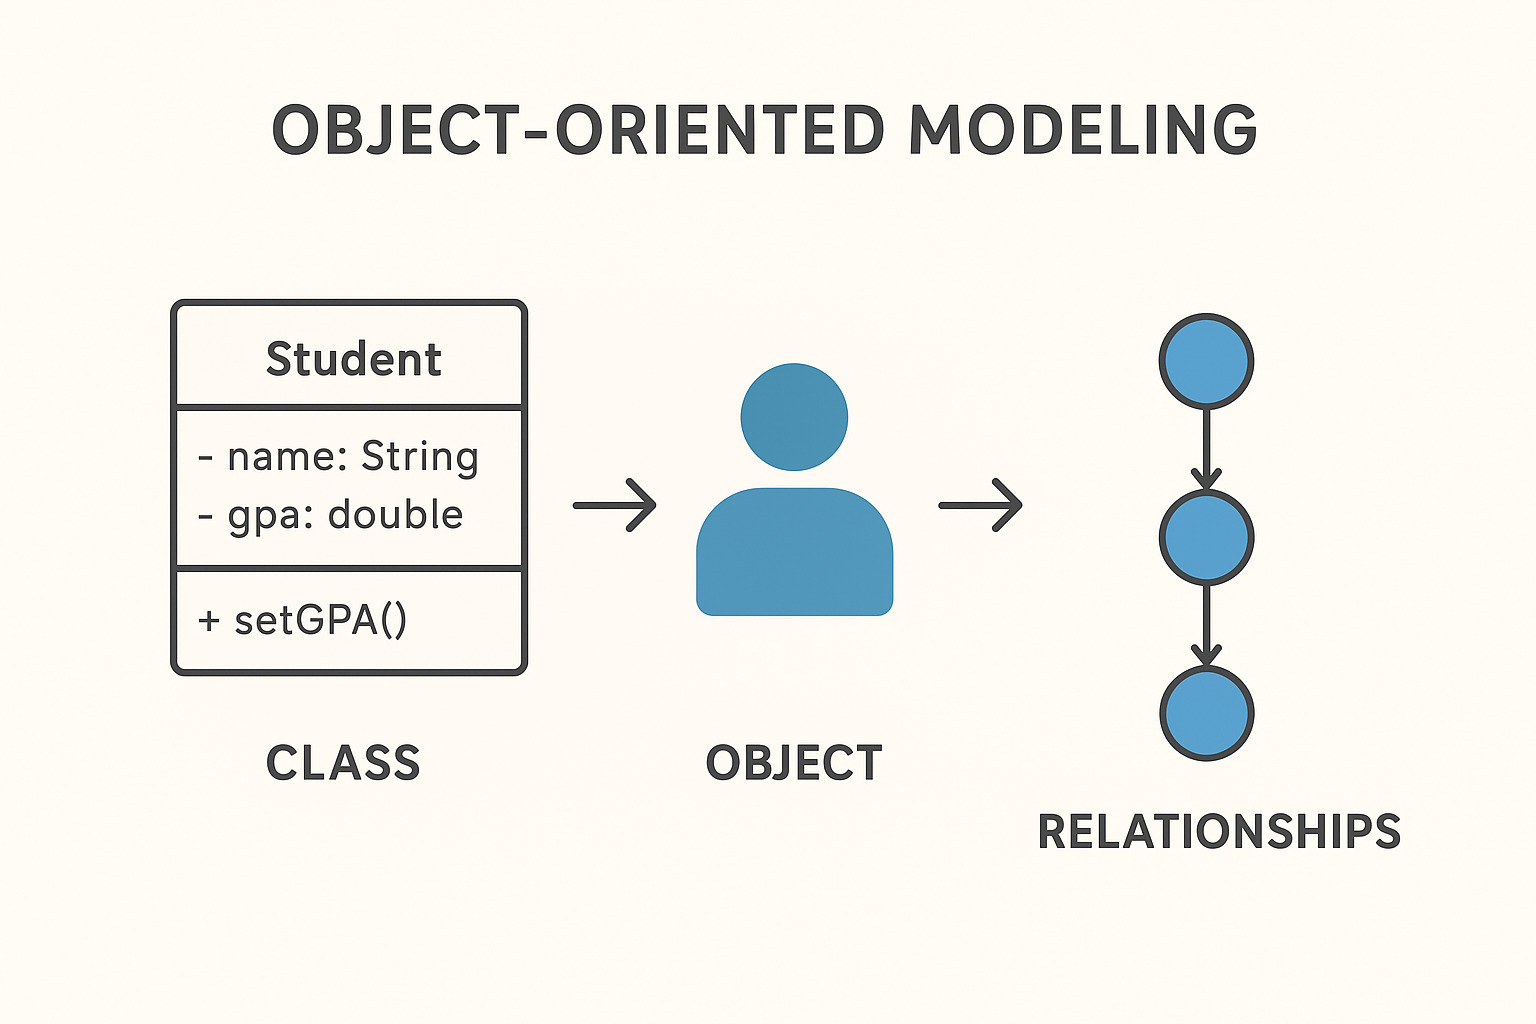 OBJECT-ORIENTED MODELING
Student
- name: String
- gpa: double
+ setGPA()
CLASS
OBJECT
RELATIONSHIPS